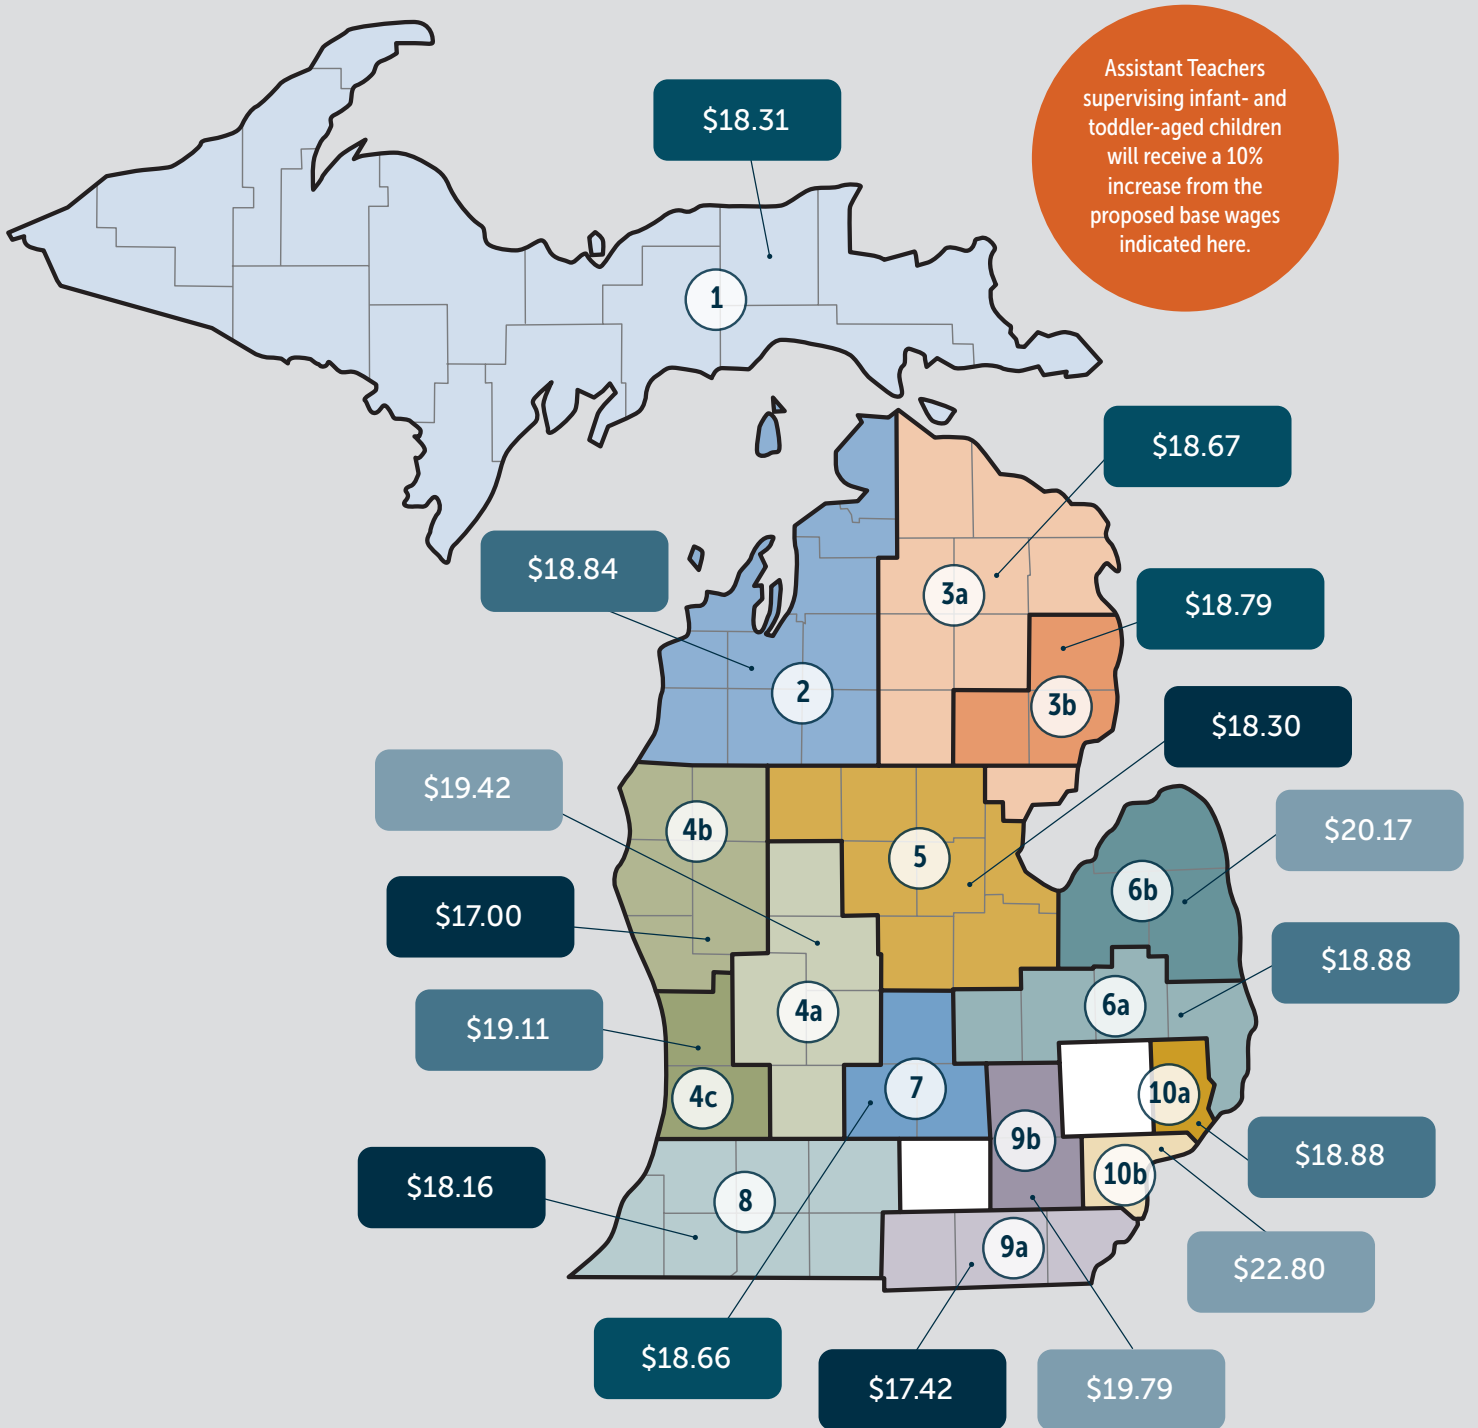 Assistant Teachers
supervising infant- and
toddler-aged children
will receive a 10%
increase from the
proposed base wages
indicated here.
$18.31
1
$18.67
$18.84
3a
$18.79
2
3b
$18.30
$19.42
4b
5
$20.17
6b
$17.00
$18.88
4a
6a
$19.11
7
4c
10a
9b
$18.88
10b
$18.16
8
9a
$22.80
$18.66
$17.42
$19.79